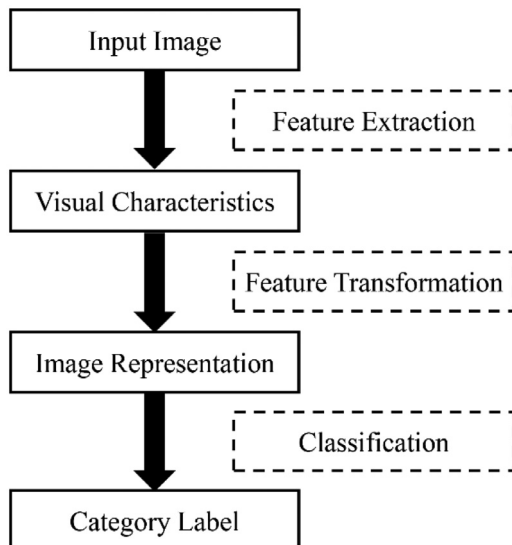 Input Image
Feature Extraction
Visual Characteristics
Feature Transformation
Image Representation
Classification
Category Label